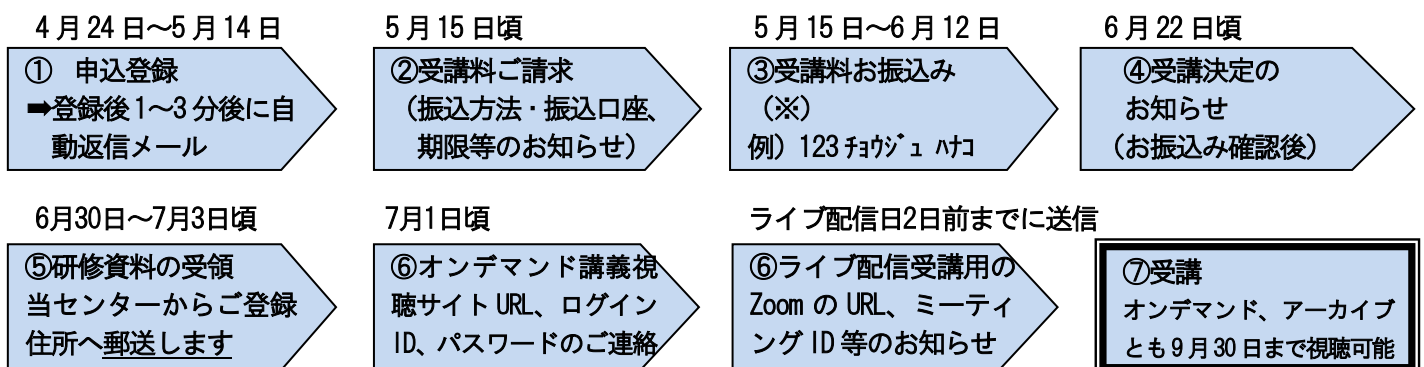 4月24日～5月14日
①　申込登録
➡登録後1～3分後に自
動返信メール
5月15日頃
②受講料ご請求
（振込方法・振込口座、
期限等のお知らせ）
5月15日～6月12日
③受講料お振込み
（※）
例）123 ﾁｮｳｼﾞｭ ﾊﾅｺ
6月22日頃
④受講決定の
お知らせ
（お振込み確認後）
6月30日～7月3日頃
⑤研修資料の受領
当センターからご登録
住所へ郵送します
7月1日頃
⑥オンデマンド講義視
聴サイトURL、ログイン
ID、パスワードのご連絡
ライブ配信日2日前までに送信
⑥ライブ配信受講用の
ZoomのURL、ミーティ
ングID等のお知らせ
⑦受講
オンデマンド、アーカイブ
とも9月30日まで視聴可能